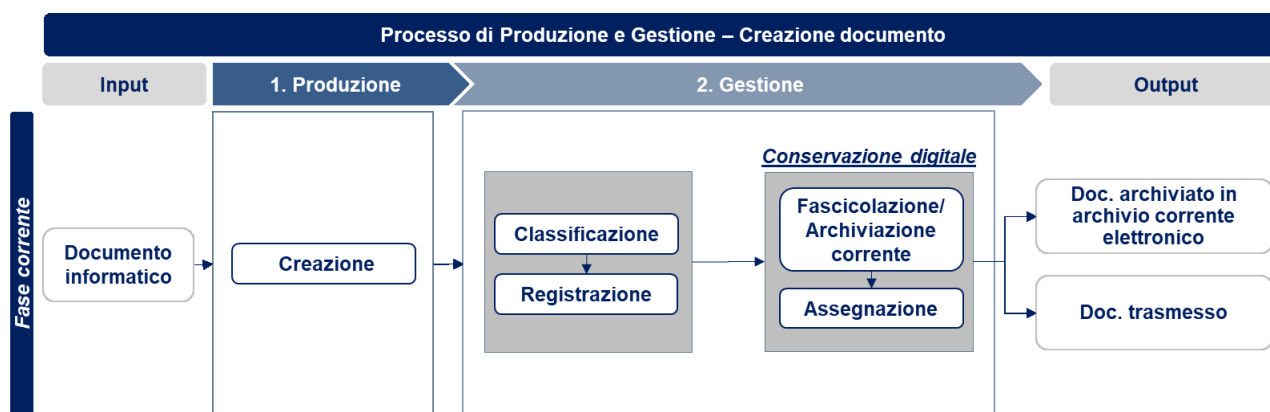 Processo di Produzione e Gestione – Creazione documento
Input
1. Produzione
2. Gestione
Output
Fase corrente
Documento
informatico
Creazione
Classificazione
Registrazione
Conservazione digitale
Fascicolazione/
Archiviazione
corrente
Assegnazione
Doc. archiviato in
archivio corrente
elettronico
Doc. trasmesso